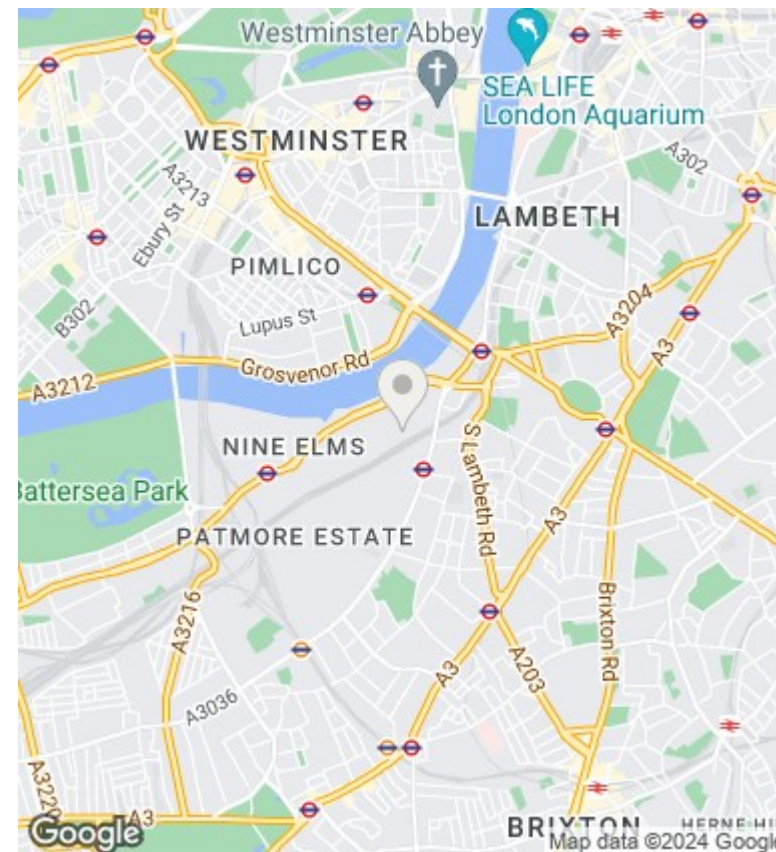 Westminster Abbey
SEA LIFE
London Aquarium
WESTMINSTER
A302
A3213
Ebury St
LAMBETH
PIMLICO
B302
Lupus St
A3204
A3
Grosvenor Rd
A3212
NINE ELMS
S Lambeth Rd
Battersea Park
PATMORE ESTATE
A3
A3216
Brixton Rd
A203
A3036
A3
A3
BRIXTON
Google
Map data ©2024 Google